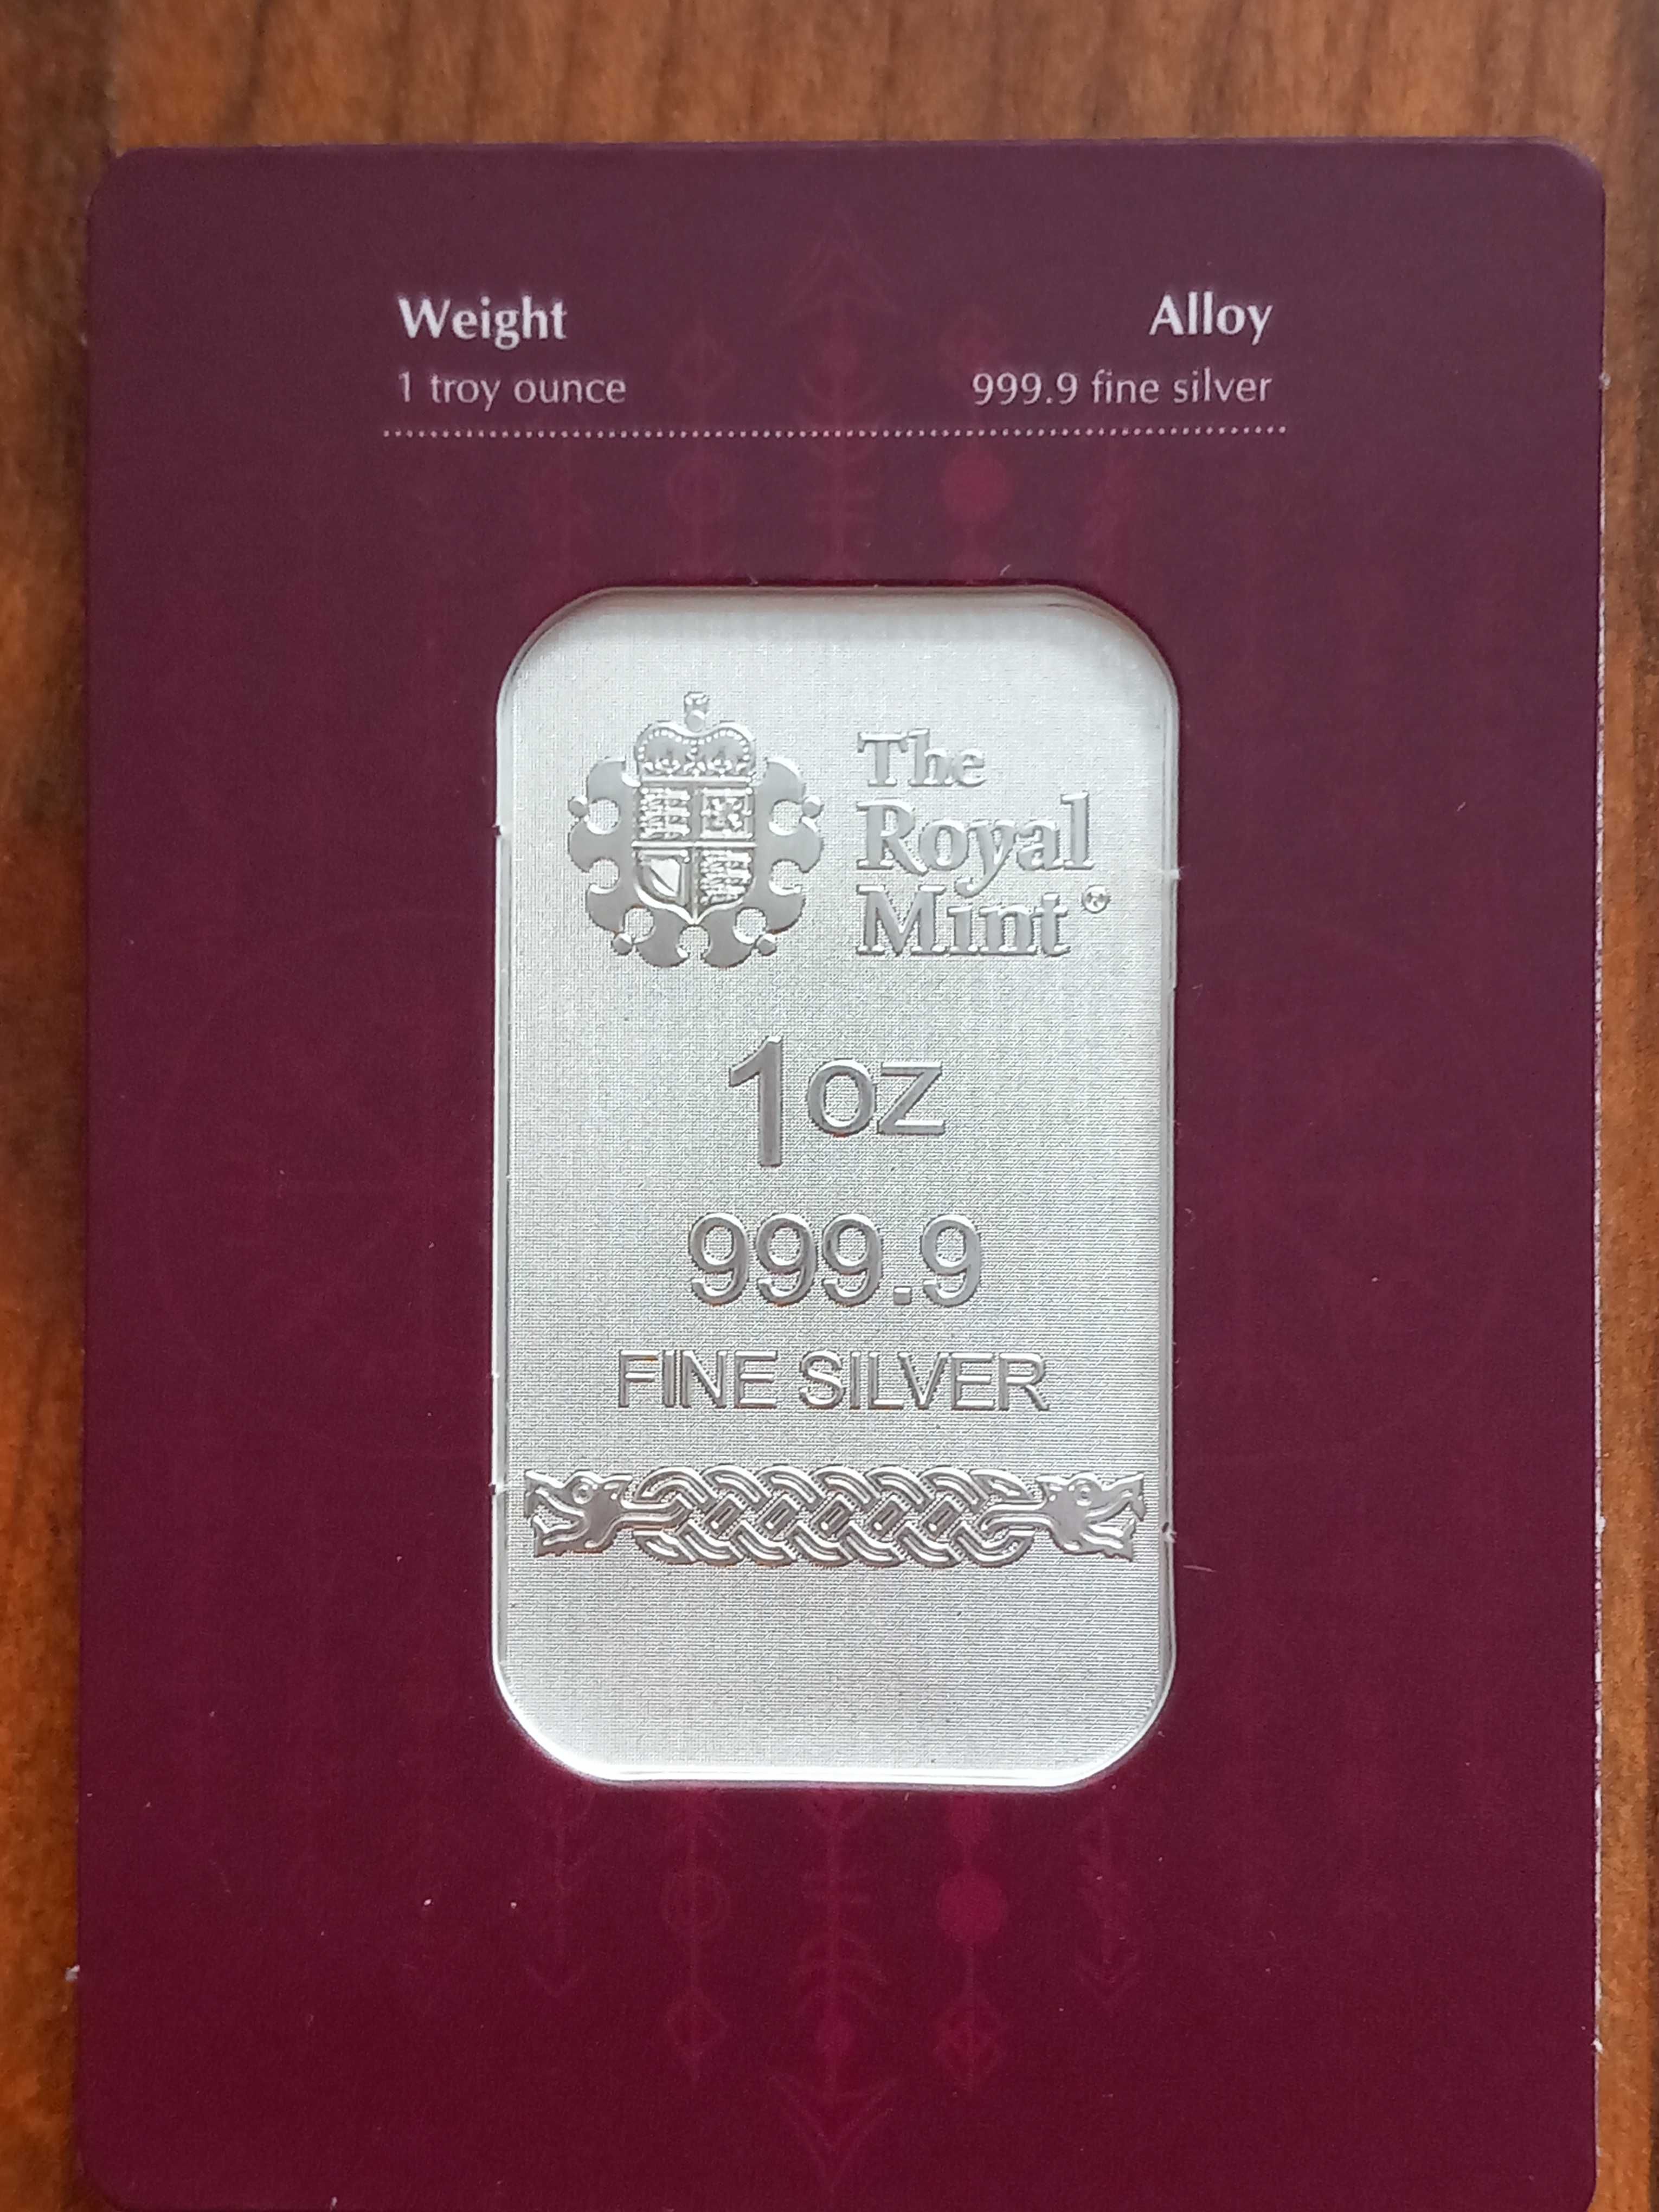 Weight Alloy
1 troy ounce 999.9 fine silver
The
Royal
Mint®
1oz
999.9
FINE SILVER